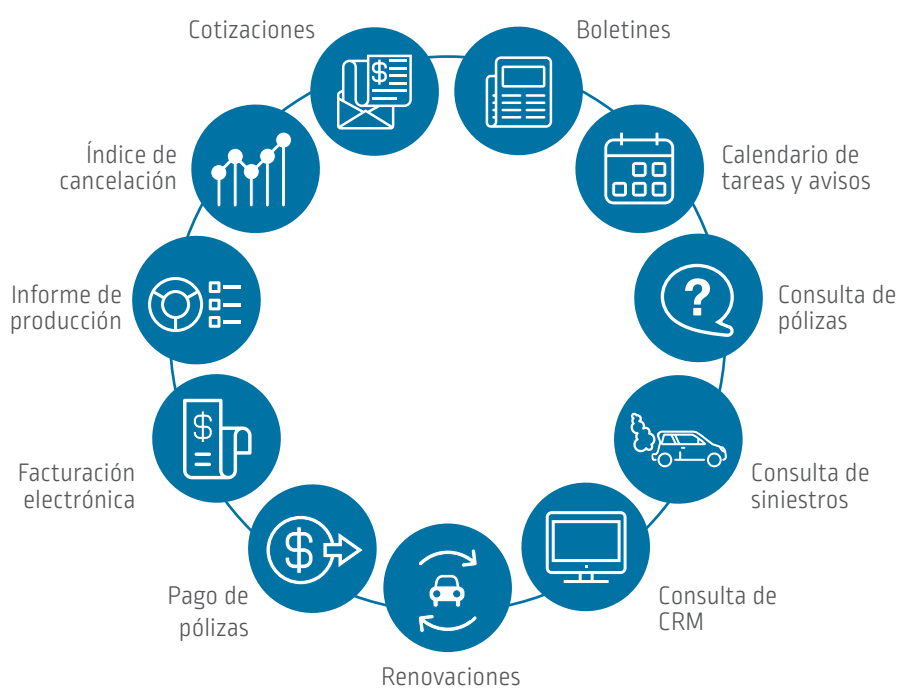 Cotizaciones
Boletines
Calendario de
tareas y avisos
Consulta de
pólizas
Consulta de
siniestros
Consulta de
CRM
Renovaciones
Pago de
pólizas
Facturación
electrónica
Informe de
producción
Índice de
cancelación
$
?
$
$